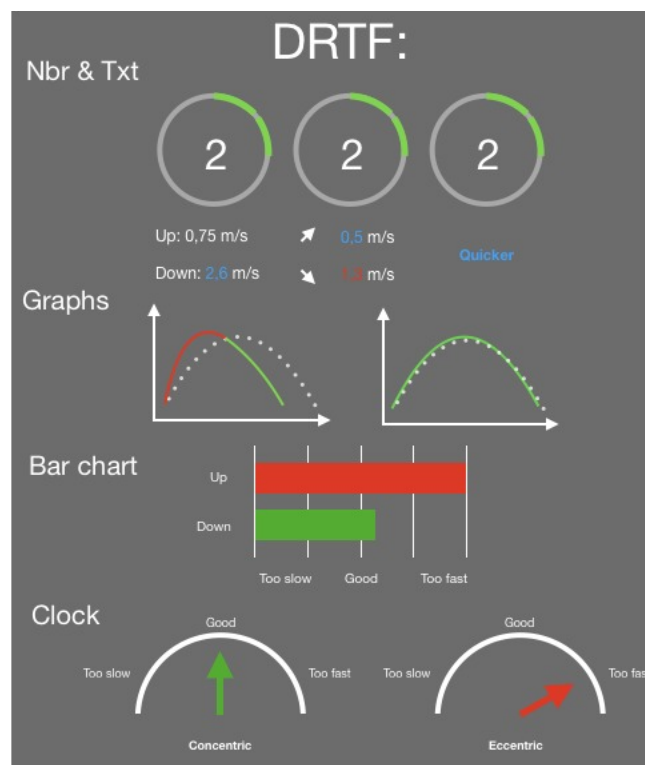 DRTF:
Nbr & Txt
2 2 2
Up: 0,75 m/s 0,5 m/s
Quicker
Down: 2,6 m/s m/s
Graphs
Bar chart
Up
Down
Too slow Good Too fast
Clock
Good Good
Too slow Too fast Too slow Too fas
Concentric Eccentric